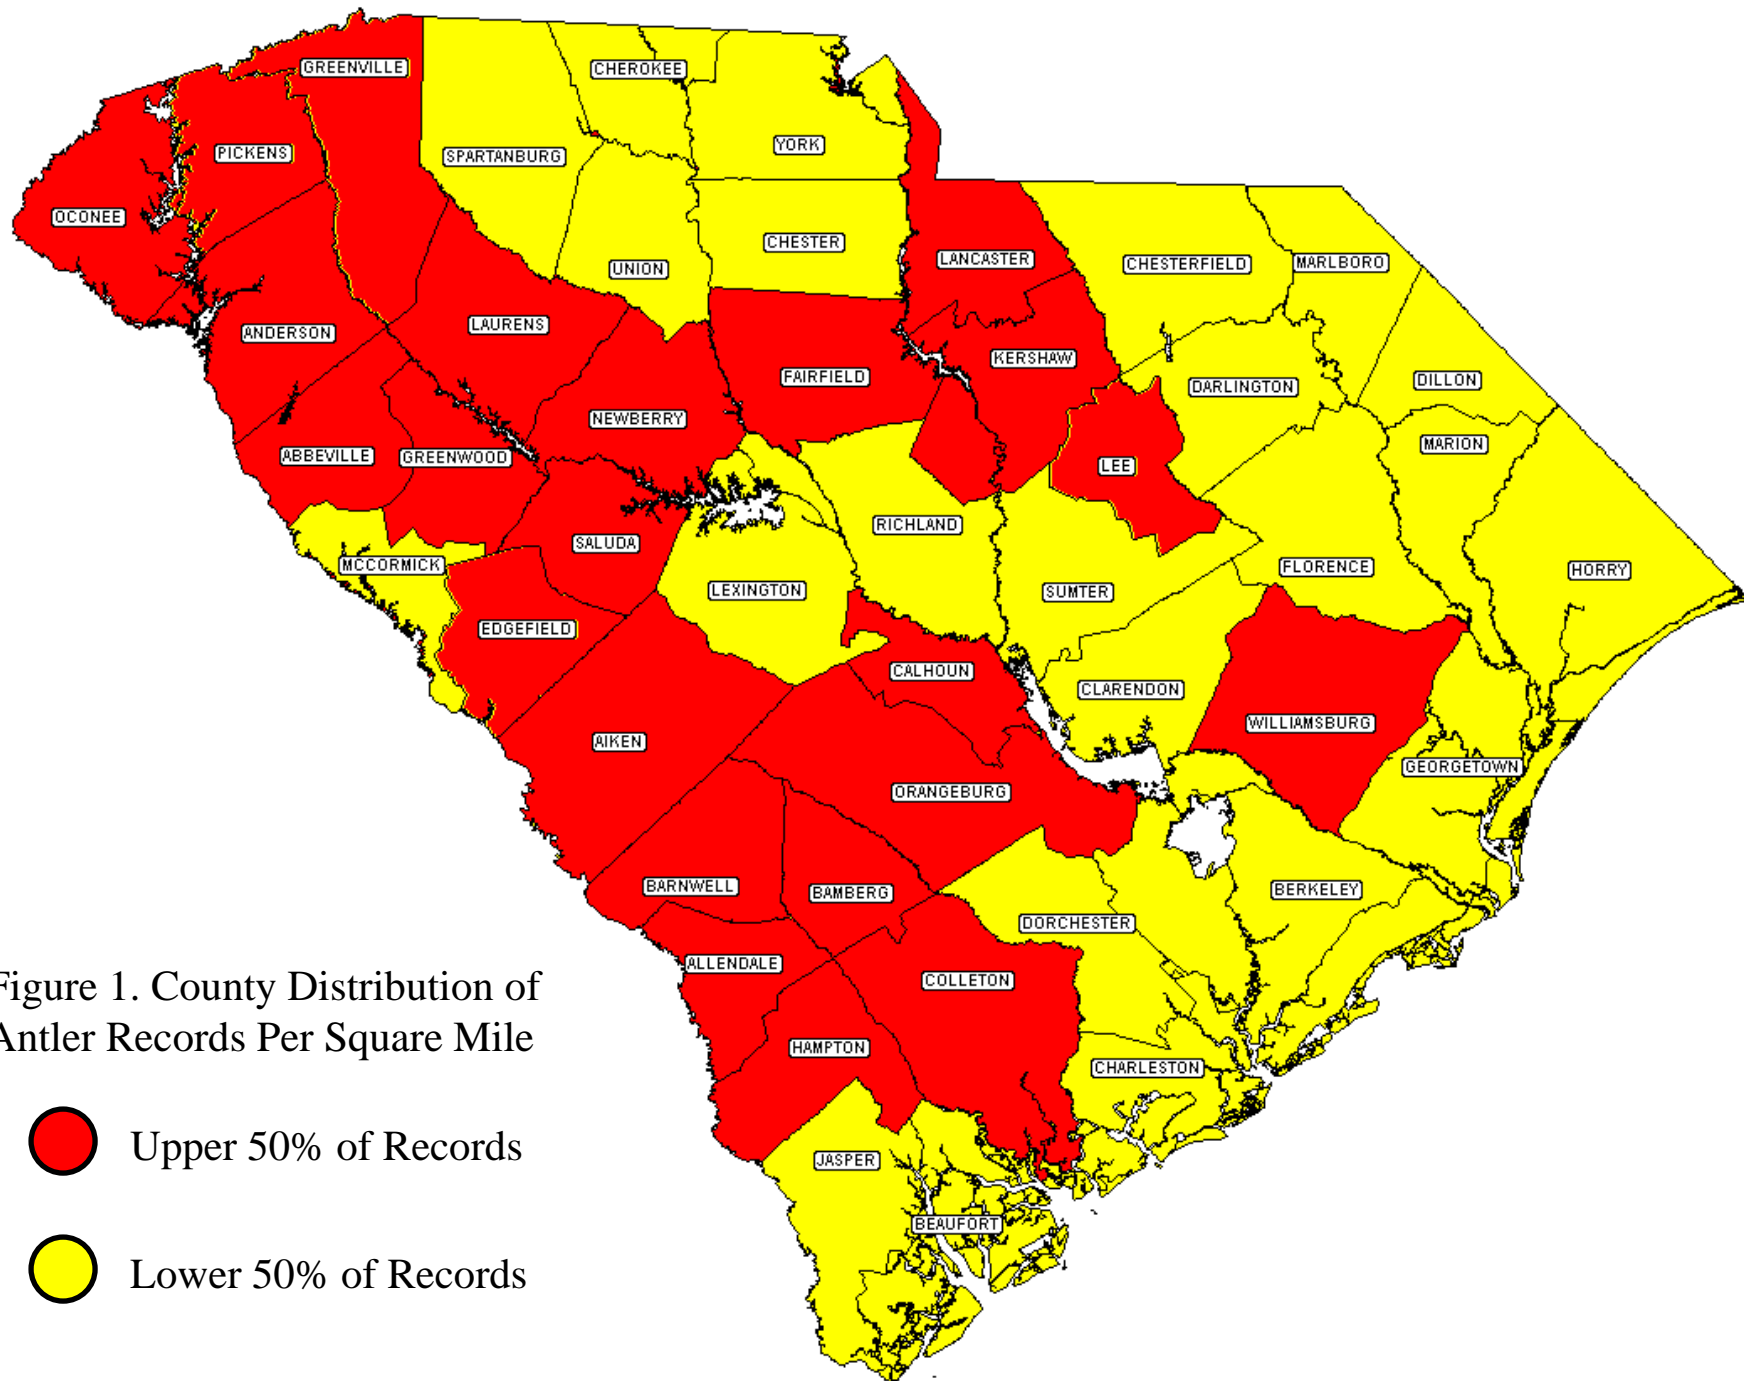 GREENVILLE
CHEROKEE
YORK
PICKENS
SPARTANBURG
OCONEE
CHESTER
UNION
LANCASTER
CHESTERFIELD
MARLBORO
ANDERSON
LAURENS
KERSHAW
FAIRFIELD
DARLINGTON
DILLON
NEWBERRY
MARION
ABBEVILLE
GREENWOOD
LEE
RICHLAND
SALUDA
MCCORMICK
LEXINGTON
SUMTER
FLORENCE
HORRY
EDGEFIELD
CALHOUN
CLARENDON
WILLIAMSBURG
AIKEN
GEORGETOWN
ORANGEBURG
BARNWELL
BAMBERG
BERKELEY
DORCHESTER
ALLENDALE
COLLETON
HAMPTON
CHARLESTON
JASPER
BEAUFORT
Figure 1. County Distribution of
Antler Records Per Square Mile
Upper 50% of Records
Lower 50% of Records